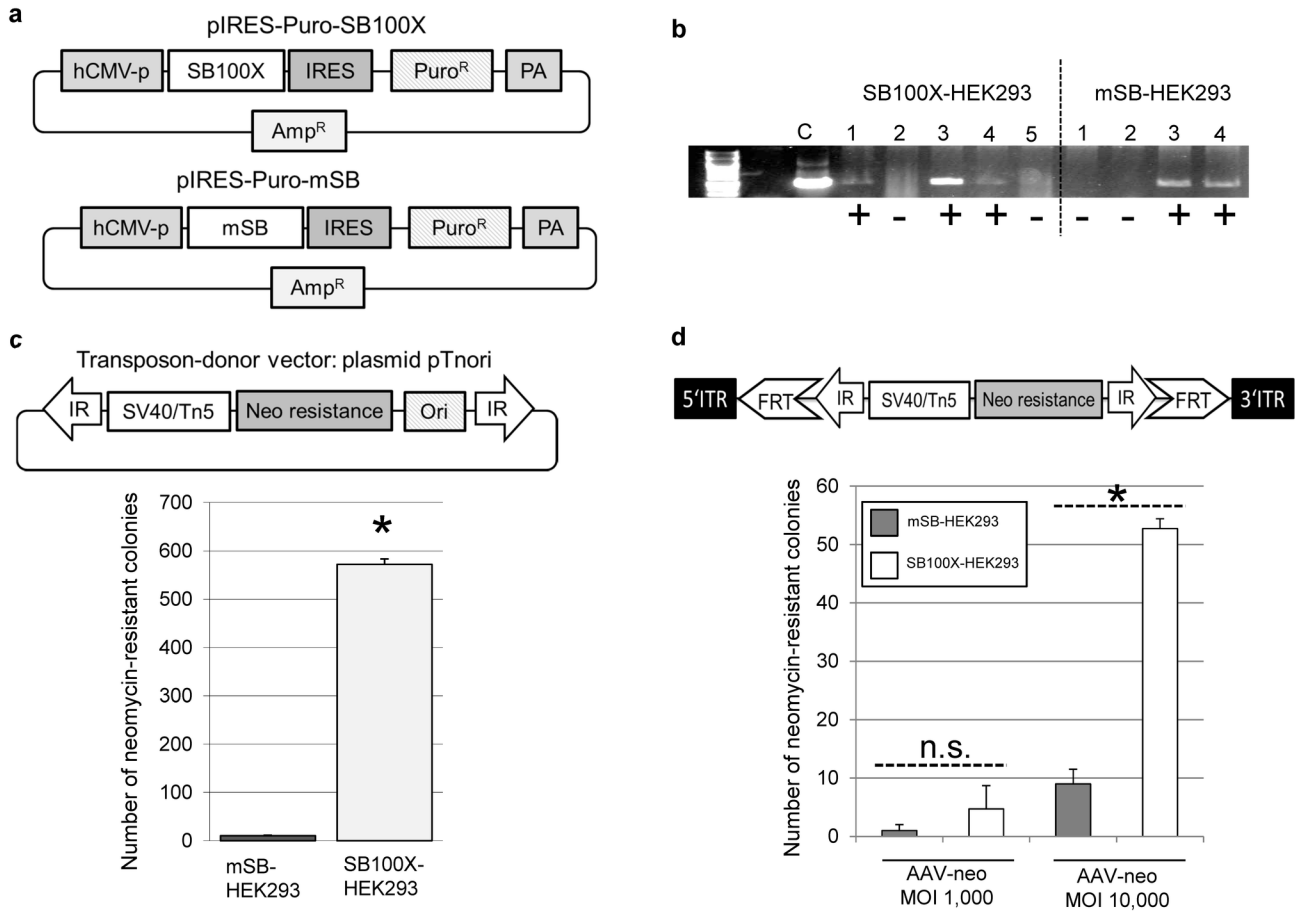 a
pIRES-Puro-SB100X
hCMV-p SB100X IRES Puro^R PA
Amp^R
pIRES-Puro-mSB
hCMV-p mSB IRES Puro^R PA
Amp^R
b
SB100X-HEK293 mSB-HEK293
C 1 2 3 4 5 1 2 3 4
+ - + + - - - + +
c
Transposon-donor vector: plasmid pTnori
IR SV40/Tn5 Neo resistance Ori IR
Number of neomycin-resistant colonies
700
600
500
400
300
200
100
0
*
mSB-
HEK293
SB100X-
HEK293
d
5‘ITR FRT IR SV40/Tn5 Neo resistance IR FRT 3‘ITR
Number of neomycin-resistant colonies
60
50
40
30
20
10
0
mSB-HEK293
SB100X-HEK293
n.s.
*
AAV-neo
MOI 1,000
AAV-neo
MOI 10,000